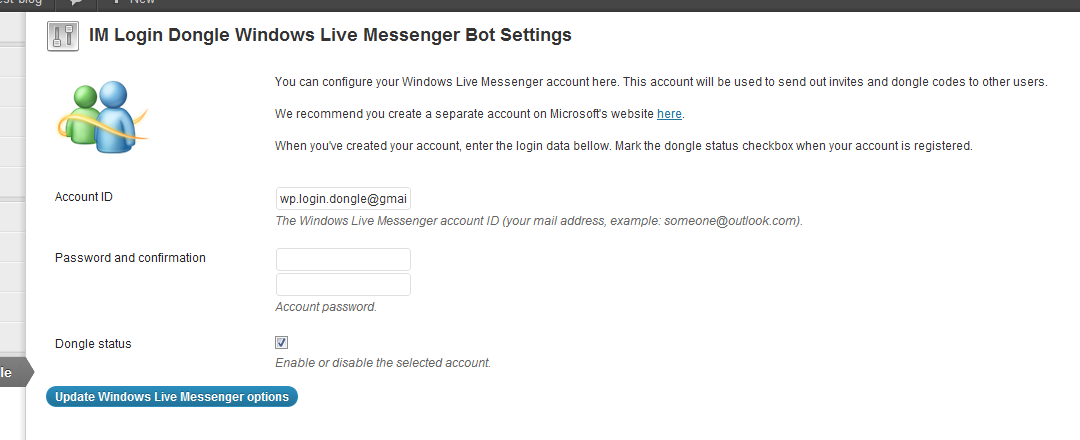 New
IM Login Dongle Windows Live Messenger Bot Settings
You can configure your Windows Live Messenger account here. This account will be used to send out invites and dongle codes to other users.
We recommend you create a separate account on Microsoft's website here.
When you've created your account, enter the login data bellow. Mark the dongle status checkbox when your account is registered.
Account ID
wp.login.dongle@gmai
The Windows Live Messenger account ID (your mail address, example: someone@outlook.com).
Password and confirmation
Account password.
Dongle status
Enable or disable the selected account.
le
Update Windows Live Messenger options